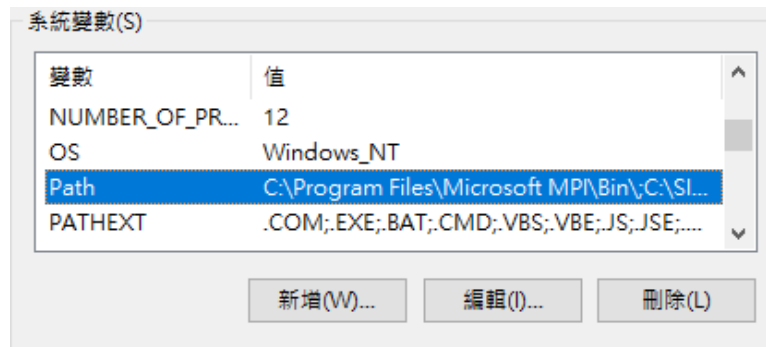 系統變數(S)
變數 值
NUMBER_OF_PR... 12
OS Windows_NT
Path C:\Program Files\Microsoft MPI\Bin\;C:\SI...
PATHEXT .COM;.EXE;.BAT;.CMD;.VBS;.VBE;.JS;.JSE;....
新增(W)... 編輯(I)... 刪除(L)